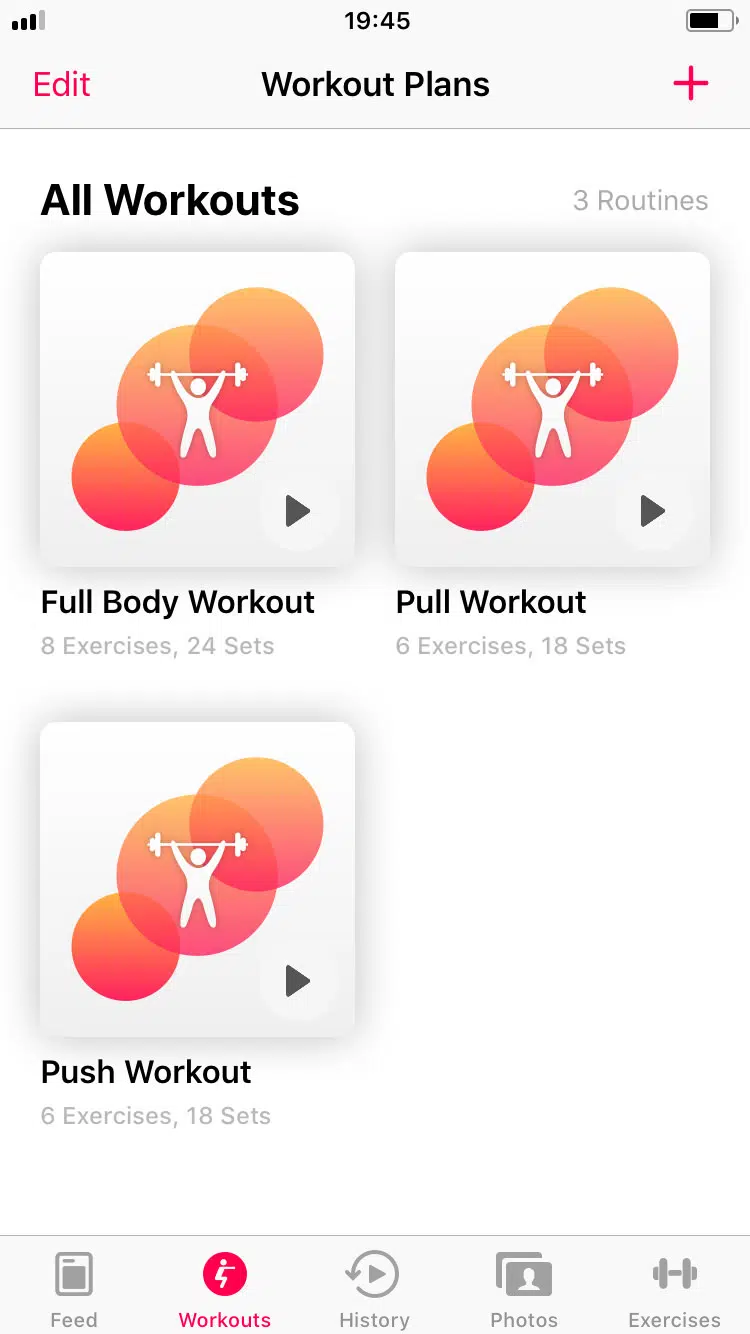 19:45
Edit Workout Plans
All Workouts 3 Routines
Full Body Workout Pull Workout
8 Exercises, 24 Sets 6 Exercises, 18 Sets
Push Workout
6 Exercises, 18 Sets
Feed Workouts History Photos Exercises